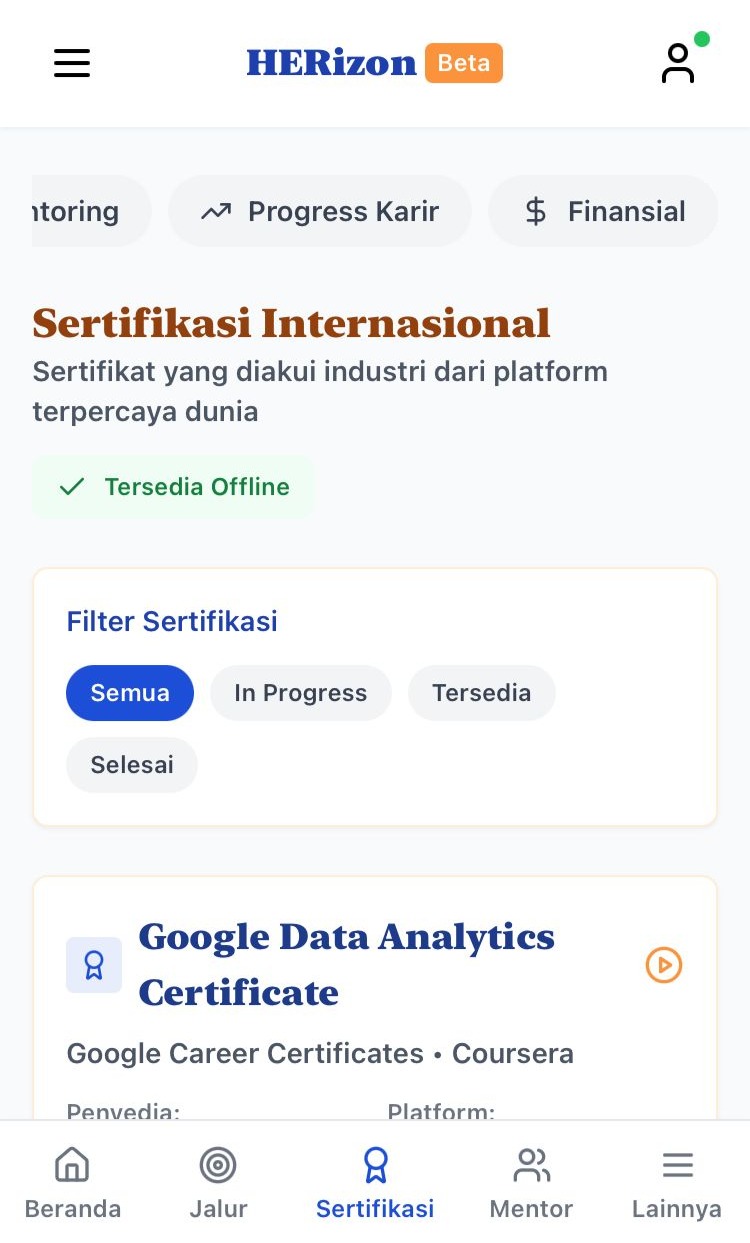 HERizon Beta
ntoring Progress Karir Finansial
Sertifikasi Internasional
Sertifikat yang diakui industri dari platform
terpercaya dunia
Tersedia Offline
Filter Sertifikasi
Semua In Progress Tersedia
Selesai
Google Data Analytics
Certificate
Google Career Certificates • Coursera
Penyedia: Platform:
Beranda Jalur Sertifikasi Mentor Lainnya